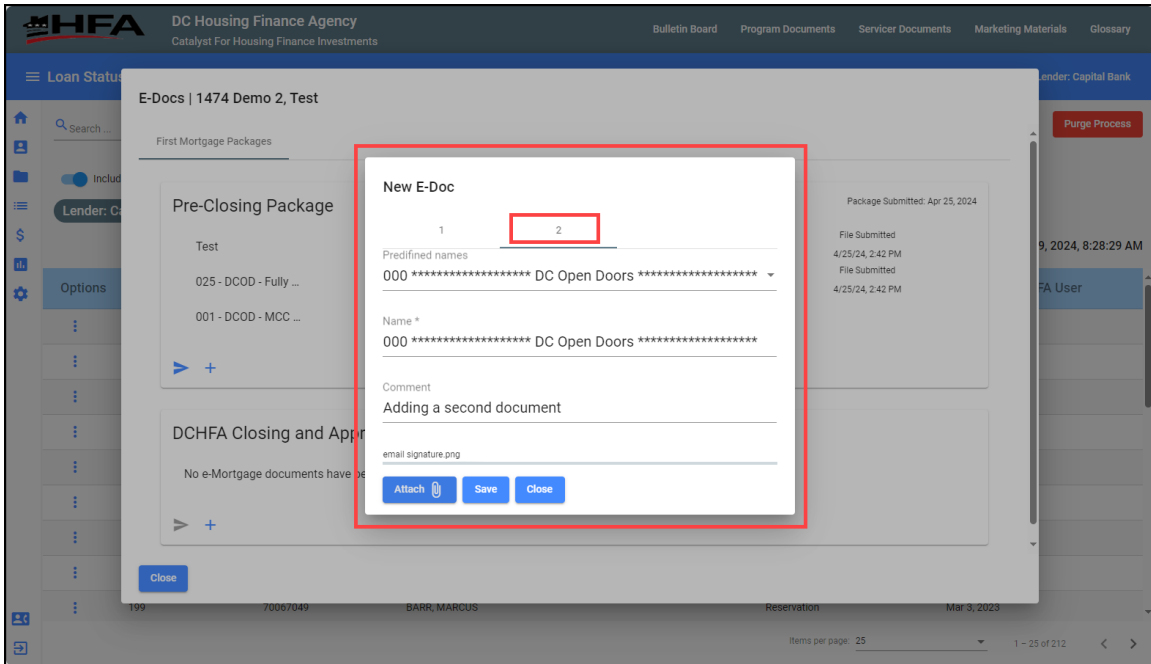 HFA
DC Housing Finance Agency
Catalyst For Housing Finance Investments
Bulletin Board Program Documents Servicer Documents Marketing Materials Glossary
Loan Status
Lender: Capital Bank
E-Docs | 1474 Demo 2, Test
Search ...
Purge Process
First Mortgage Packages
Includ
Lender: Ca
New E-Doc
Pre-Closing Package
Package Submitted: Apr 25, 2024
1 2
Test
File Submitted
4/25/24, 2:42 PM
9, 2024, 8:28:29 AM
Predifined names
000 ******************* DC Open Doors *******************
025 - DCOD - Fully ...
File Submitted
4/25/24, 2:42 PM
Options
FA User
001 - DCOD - MCC ...
Name *
000 ******************* DC Open Doors *******************
Comment
Adding a second document
DCHFA Closing and Appr
email signature.png
No e-Mortgage documents have be
Attach Save Close
Close
199 70067049 BARR, MARCUS Reservation Mar 3, 2023
Items per page: 25 1 – 25 of 212